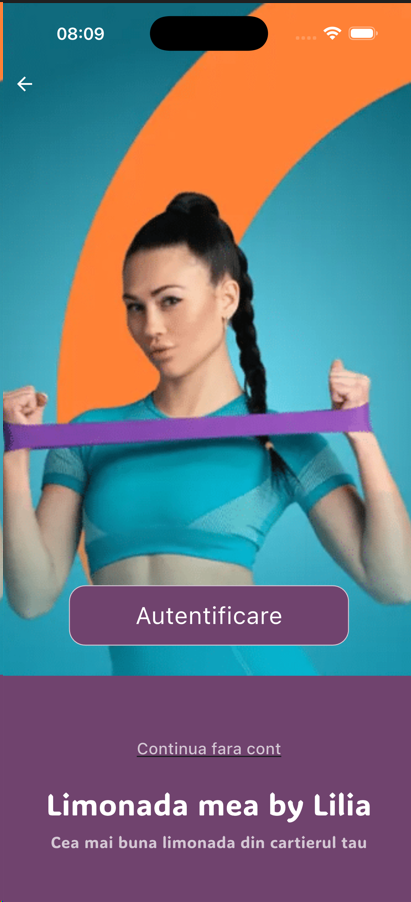 08:09
Autentificare
Continua fara cont
Limonada mea by Lilia
Cea mai buna limonada din cartierul tau